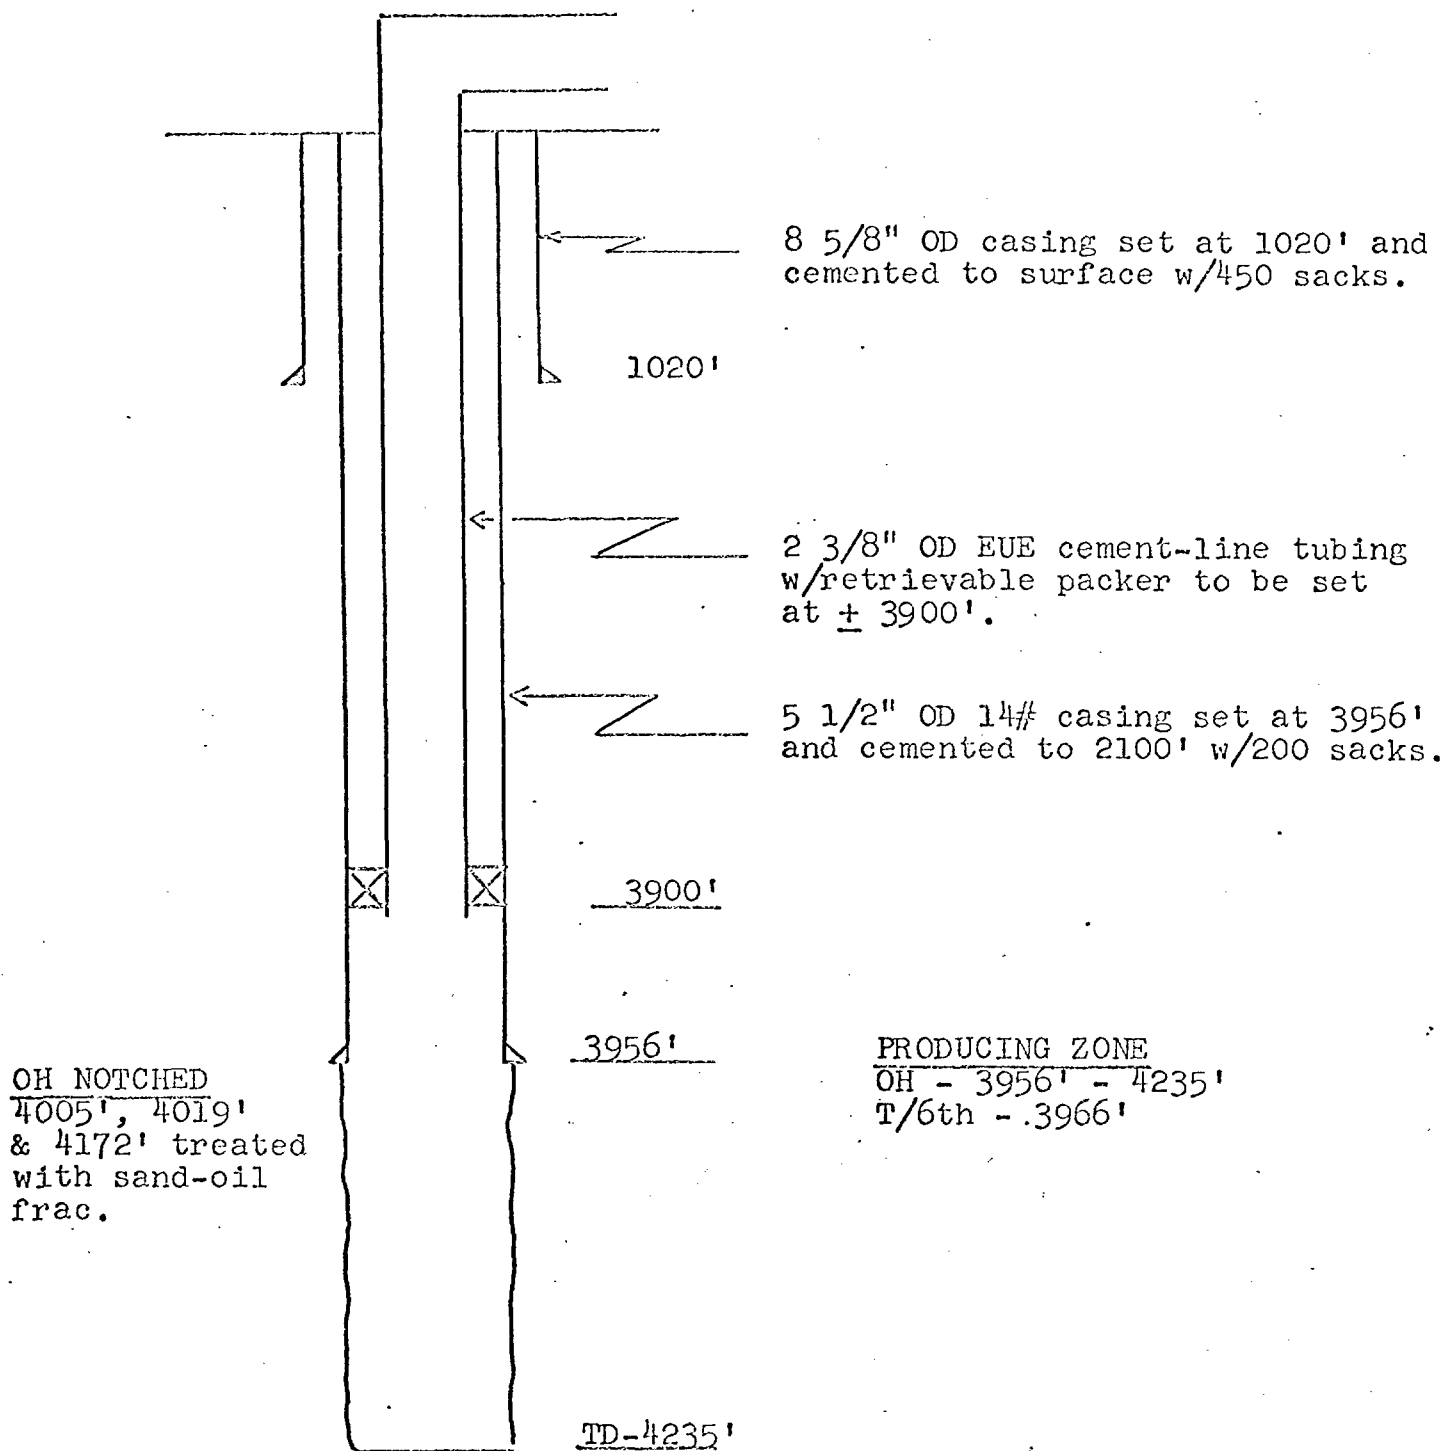 8 5/8" OD casing set at 1020' and
cemented to surface w/450 sacks.
1020'
2 3/8" OD EUE cement-line tubing
w/retrievable packer to be set
at ± 3900'.
5 1/2" OD 14# casing set at 3956'
and cemented to 2100' w/200 sacks.
3900'
3956'
PRODUCING ZONE
OH - 3956' - 4235'
T/6th - 3966'
OH NOTCHED
4005', 4019'
& 4172' treated
with sand-oil
frac.
TD-4235'